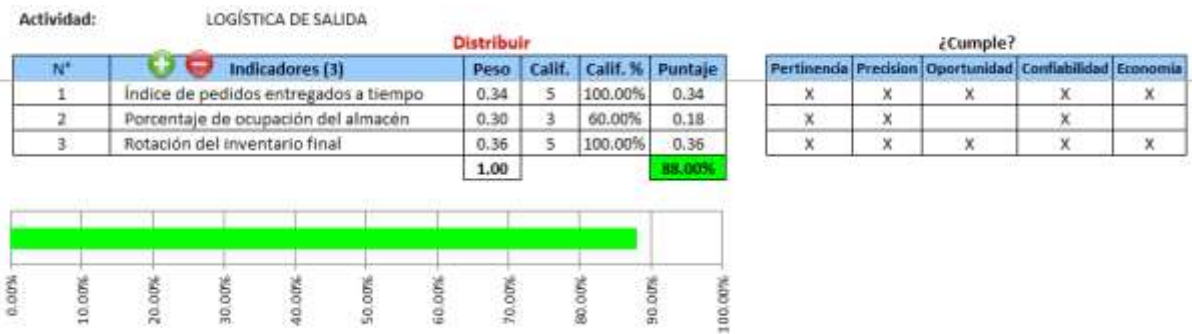 Actividad: LOGÍSTICA DE SALIDA
Distribuir ¿Cumple?
N° Indicadores (3) Peso Calif. Calif. % Puntaje Pertinencia Precision Oportunidad Confiabilidad Economia
1 Índice de pedidos entregados a tiempo 0.34 5 100.00% 0.34 X X X X X
2 Porcentaje de ocupación del almacén 0.30 3 60.00% 0.18 X X X
3 Rotación del inventario final 0.36 5 100.00% 0.36 X X X X X
1.00 88.00%
0.00% 10.00% 20.00% 30.00% 40.00% 50.00% 60.00% 70.00% 80.00% 90.00% 100.00%